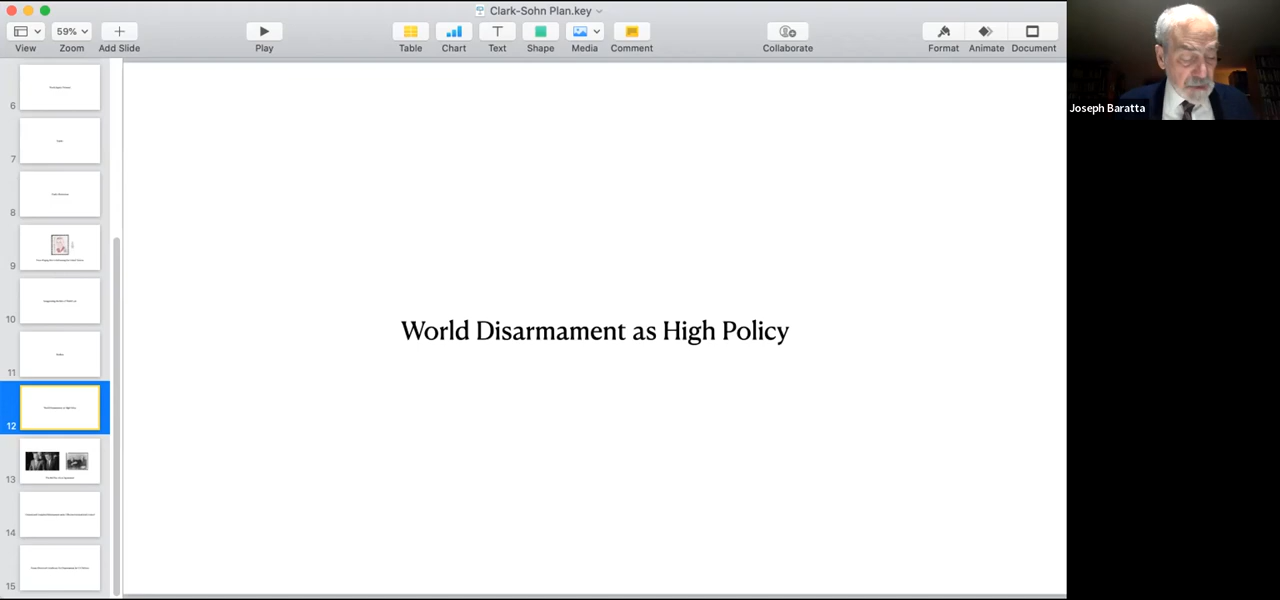 Clark-Sohn Plan.key
59%
View
Zoom
Add Slide
Play
Table
Chart
Text
Shape
Media
Comment
Collaborate
Format
Animate
Document
Joseph Baratta
6
7
8
9
10
11
12
13
14
15
World Disarmament as High Policy